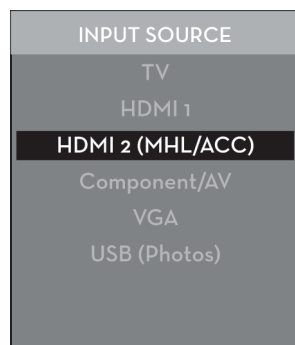 INPUT SOURCE
TV
HDMI 1
HDMI 2 (MHL/ACC)
Component/AV
VGA
USB (Photos)